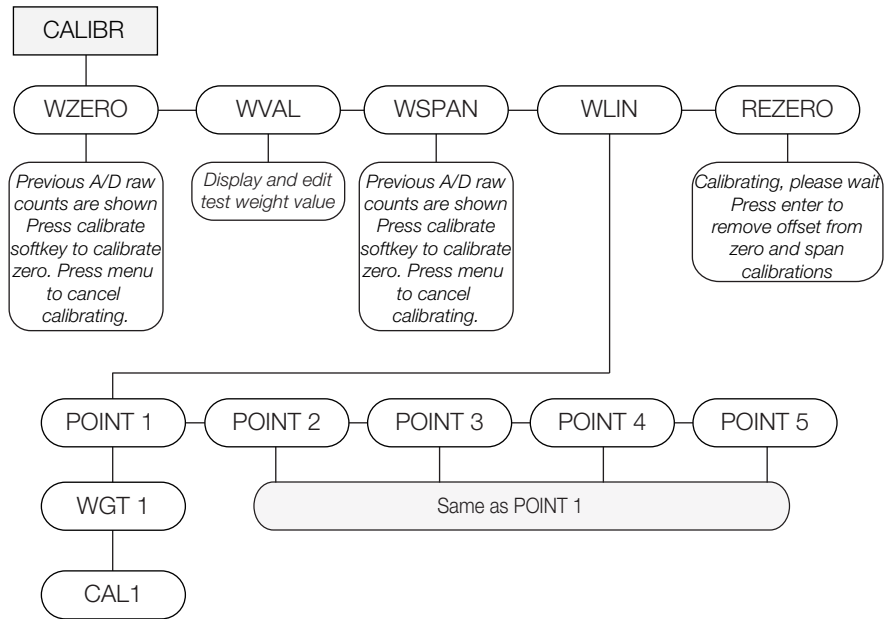 CALIBR
WZERO
WVAL
WSPAN
WLIN
REZERO
Previous A/D raw
counts are shown
Press calibrate
softkey to calibrate
zero. Press menu
to cancel
calibrating.
Display and edit
test weight value
Previous A/D raw
counts are shown
Press calibrate
softkey to calibrate
zero. Press menu
to cancel
calibrating.
Calibrating, please wait
Press enter to
remove offset from
zero and span
calibrations
POINT 1
POINT 2
POINT 3
POINT 4
POINT 5
WGT 1
Same as POINT 1
CAL1